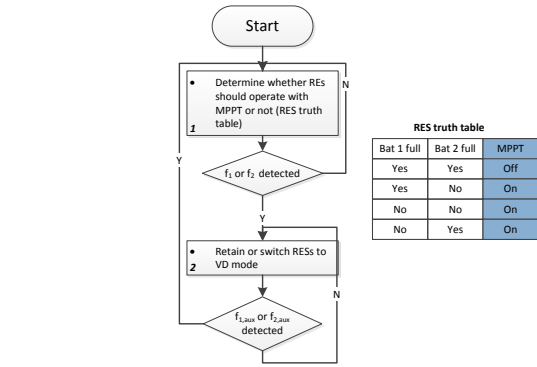 Start
• Determine whether REs
should operate with
MPPT or not (RES truth
table)
1
N
f1 or f2 detected
Y
Y
• Retain or switch RESs to
VD mode
2
N
f1,aux or f2,aux
detected
RES truth table
Bat 1 full Bat 2 full MPPT
Yes Yes Off
Yes No On
No No On
No Yes On